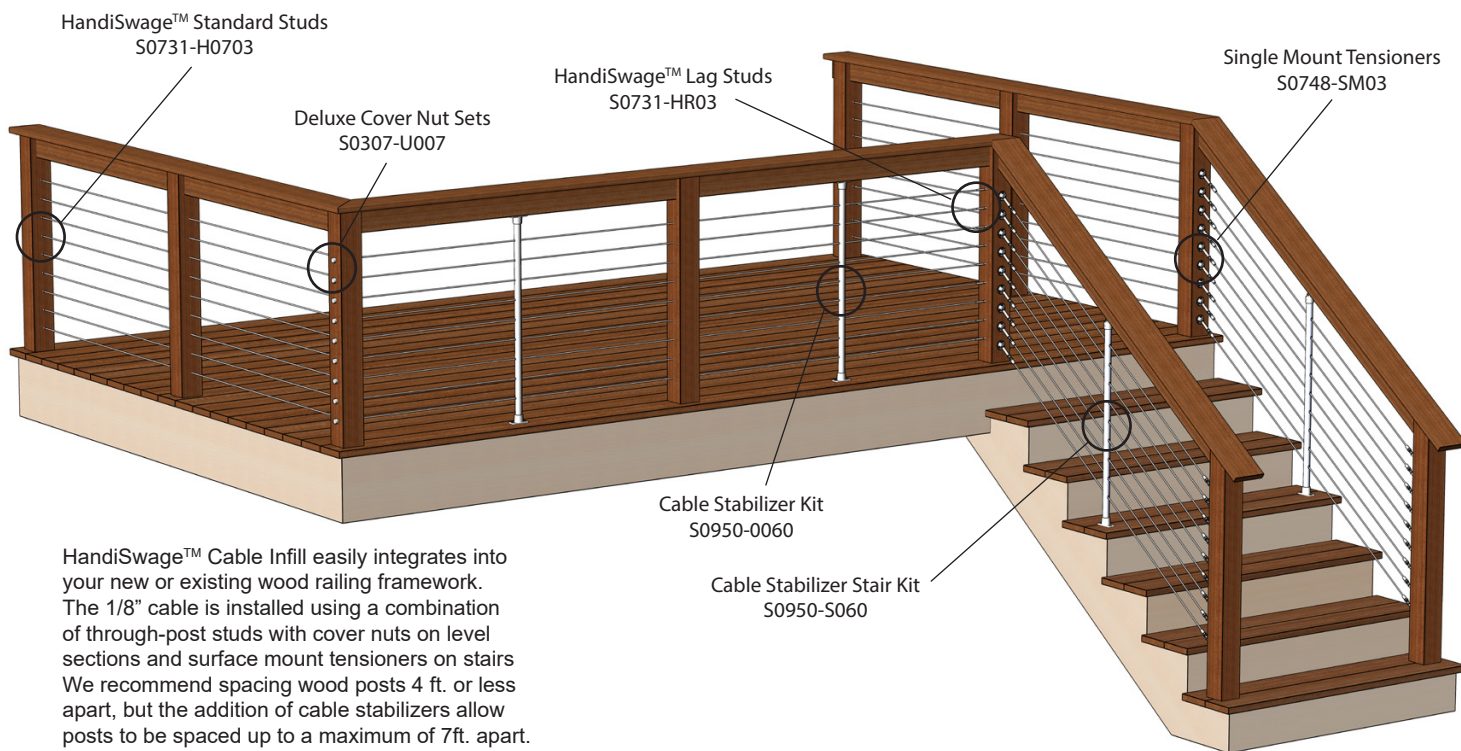 HandiSwage™ Standard Studs
S0731-H0703
Deluxe Cover Nut Sets
S0307-U007
HandiSwage™ Lag Studs
S0731-HR03
Single Mount Tensioners
S0748-SM03
Cable Stabilizer Kit
S0950-0060
Cable Stabilizer Stair Kit
S0950-S060
HandiSwage™ Cable Infill easily integrates into
your new or existing wood railing framework.
The 1/8” cable is installed using a combination
of through-post studs with cover nuts on level
sections and surface mount tensioners on stairs
We recommend spacing wood posts 4 ft. or less
apart, but the addition of cable stabilizers allow
posts to be spaced up to a maximum of 7ft. apart.